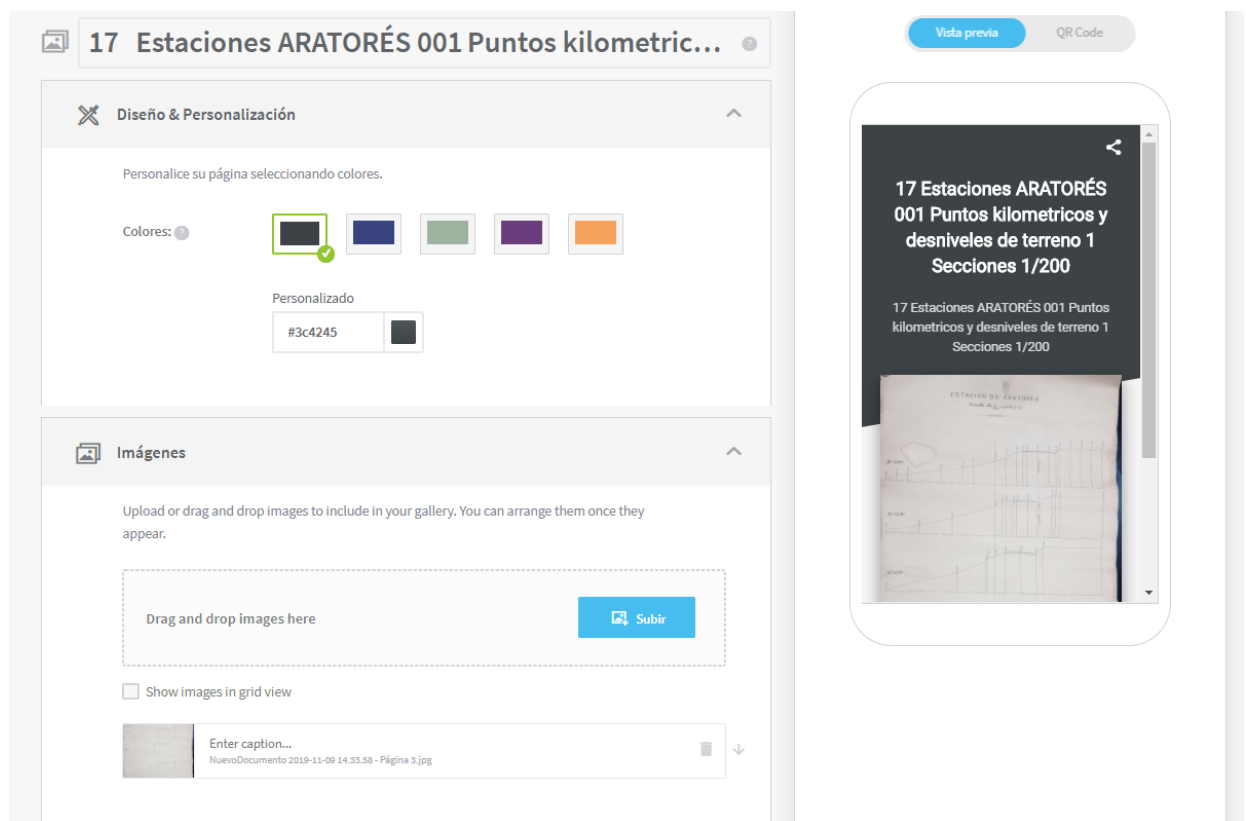 17 Estaciones ARATORÉS 001 Puntos kilometric...
Diseño & Personalización
Personalice su página seleccionando colores.
Colores:
Personalizado
#3c4245
Imágenes
Upload or drag and drop images to include in your gallery. You can arrange them once they
appear.
Drag and drop images here
Subir
Show images in grid view
Enter caption...
NuevoDocumento 2019-11-09 14.33.58 - Página 3.jpg
Vista previa
QR Code
17 Estaciones ARATORÉS
001 Puntos kilometricos y
desniveles de terreno 1
Secciones 1/200
17 Estaciones ARATORÉS 001 Puntos
kilometricos y desniveles de terreno 1
Secciones 1/200
ESTACION DE ARATORES